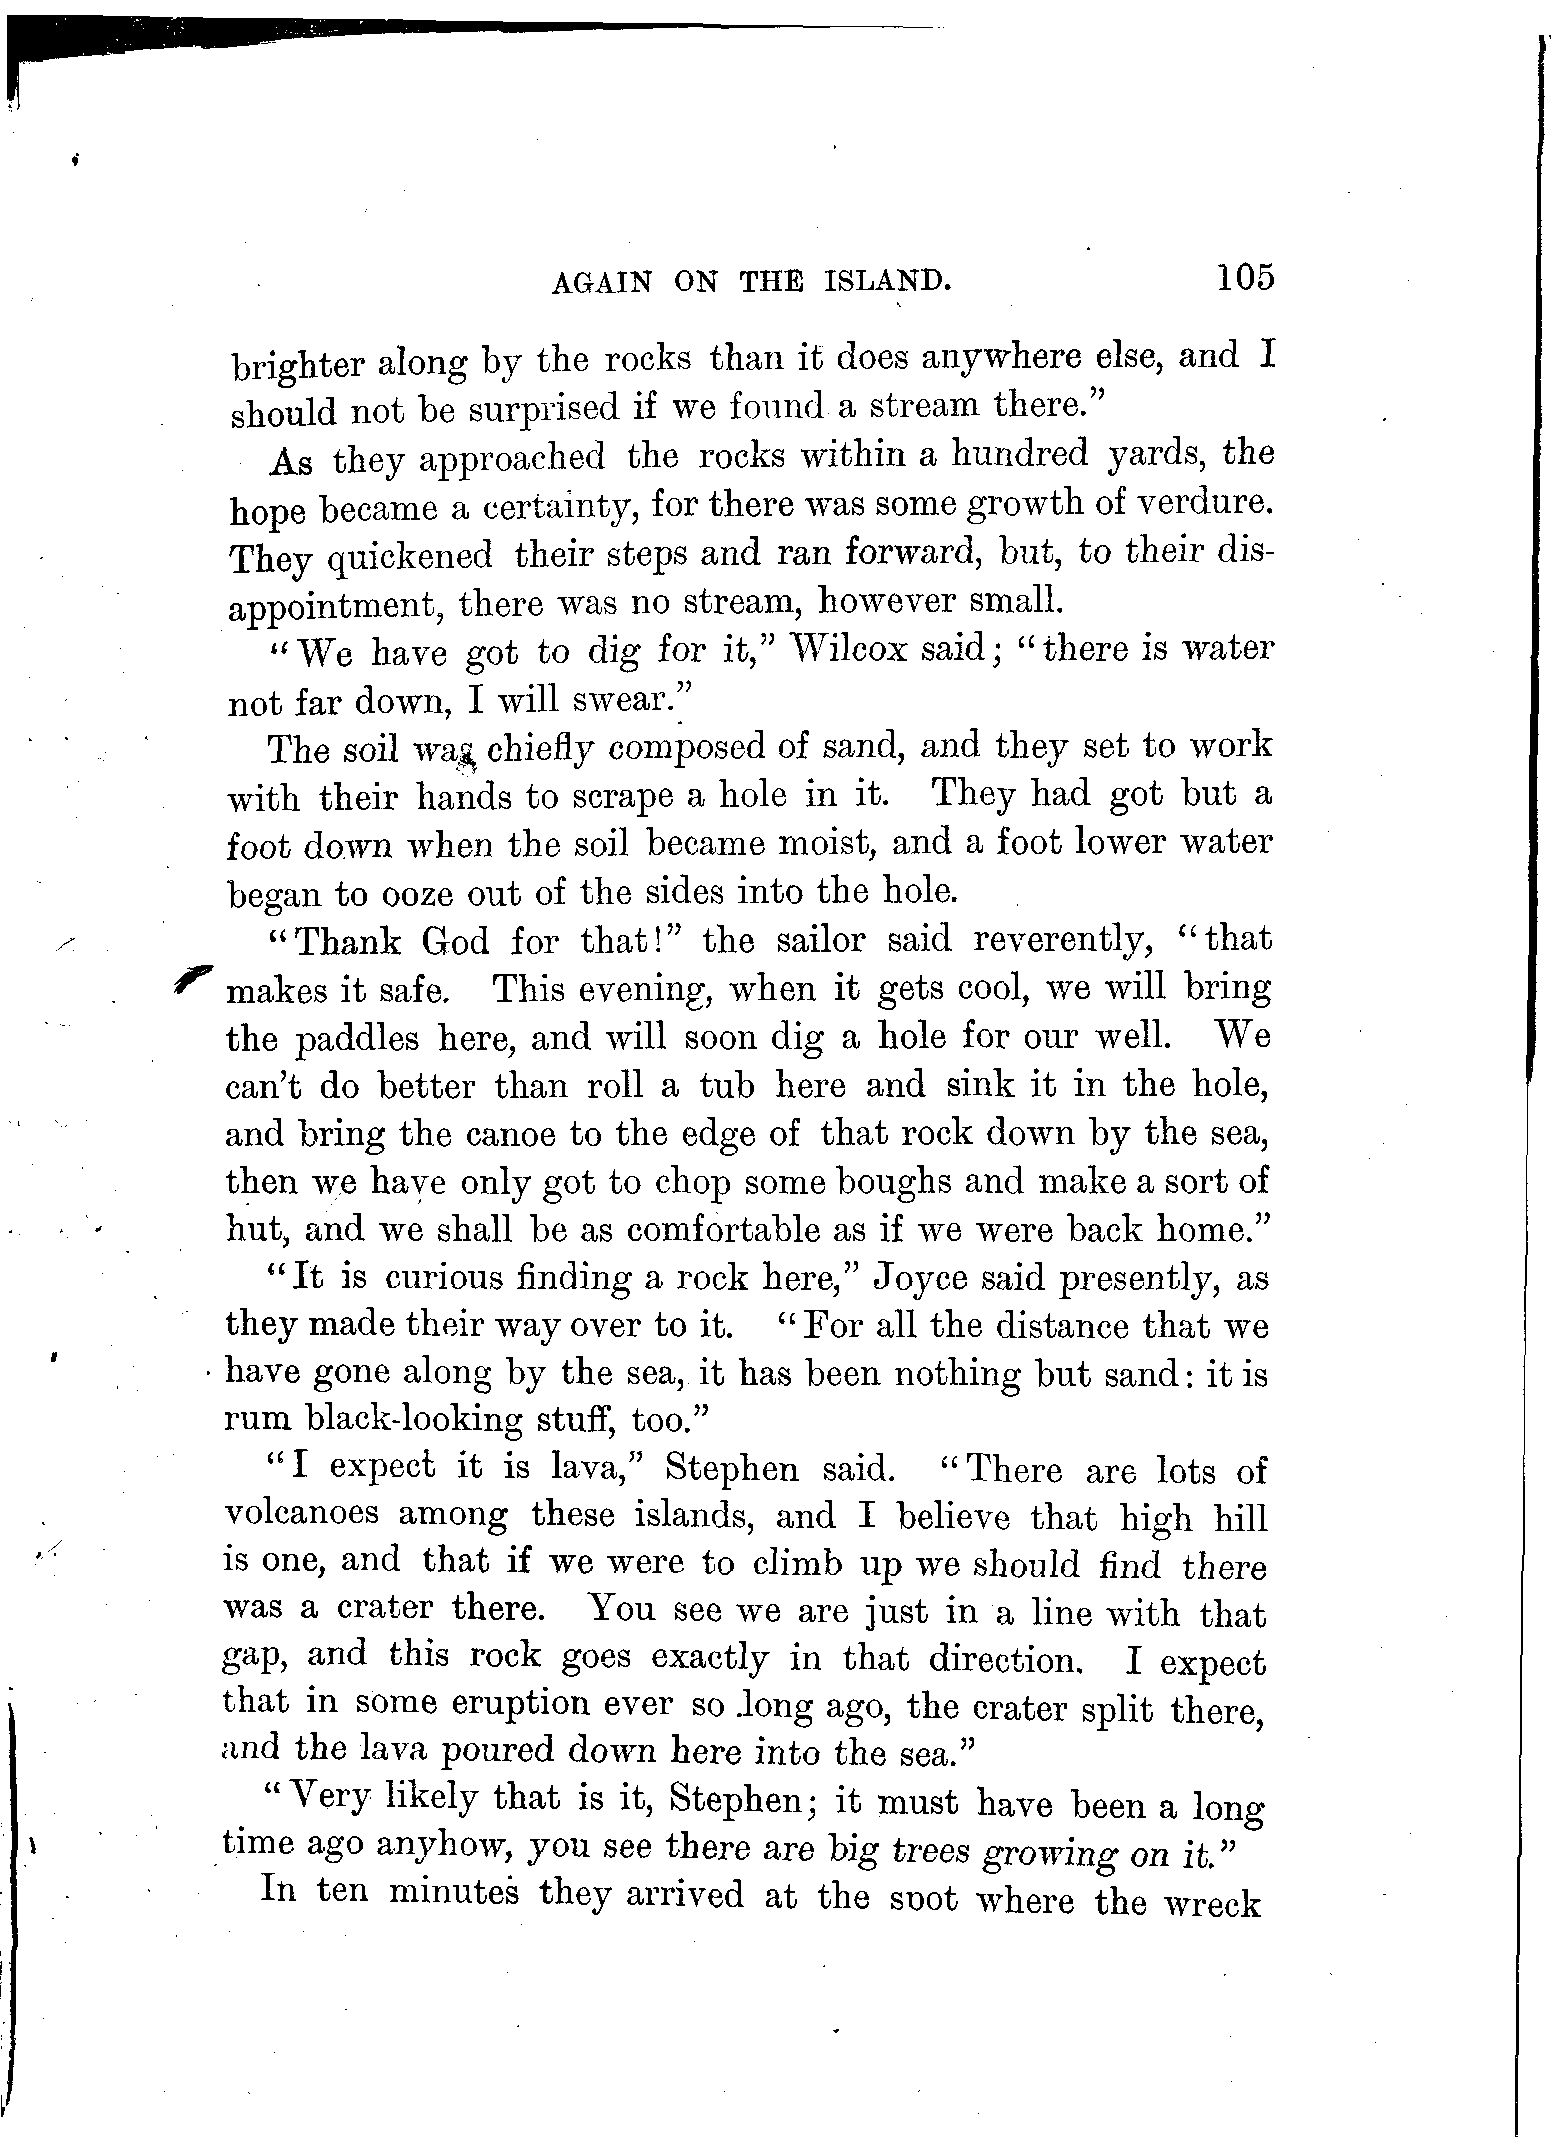 AGAIN ON THE ISLAND. 105
brighter along by the rocks than it does anywhere else, and I
should not be surprised if we found a stream there.”
As they approached the rocks within a hundred yards, the
hope became a certainty, for there was some growth of verdure.
They quickened their steps and ran forward, but, to their dis-
appointment, there was no stream, however small.
“We have got to dig for it,” Wilcox said; “there is water
not far down, I will swear.”
The soil was chiefly composed of sand, and they set to work
with their hands to scrape a hole in it. They had got but a
foot down when the soil became moist, and a foot lower water
began to ooze out of the sides into the hole.
“Thank God for that!” the sailor said reverently, “that
makes it safe. This evening, when it gets cool, we will bring
the paddles here, and will soon dig a hole for our well. We
can’t do better than roll a tub here and sink it in the hole,
and bring the canoe to the edge of that rock down by the sea,
then we have only got to chop some boughs and make a sort of
hut, and we shall be as comfortable as if we were back home.”
“It is curious finding a rock here,” Joyce said presently, as
they made their way over to it. “For all the distance that we
have gone along by the sea, it has been nothing but sand: it is
rum black-looking stuff, too.”
“I expect it is lava,” Stephen said. “There are lots of
volcanoes among these islands, and I believe that high hill
is one, and that if we were to climb up we should find there
was a crater there. You see we are just in a line with that
gap, and this rock goes exactly in that direction. I expect
that in some eruption ever so long ago, the crater split there,
and the lava poured down here into the sea.”
“Very likely that is it, Stephen; it must have been a long
time ago anyhow, you see there are big trees growing on it.”
In ten minutes they arrived at the spot where the wreck